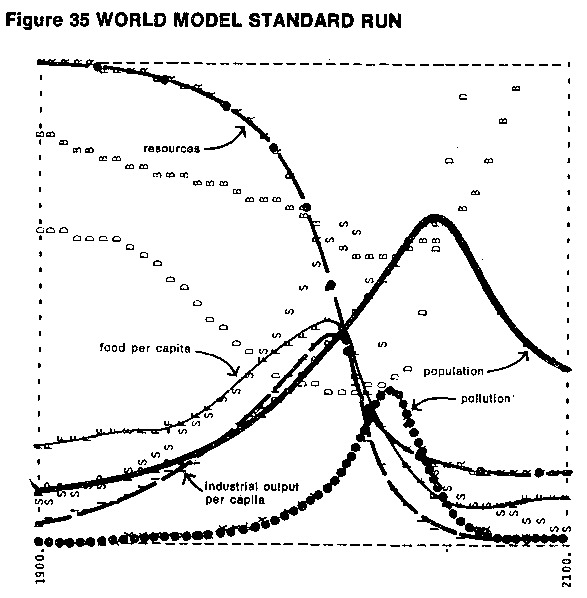 Figure 35 WORLD MODEL STANDARD RUN
resources
food per capita
population
pollution
industrial output
per capita
1900.
2100.